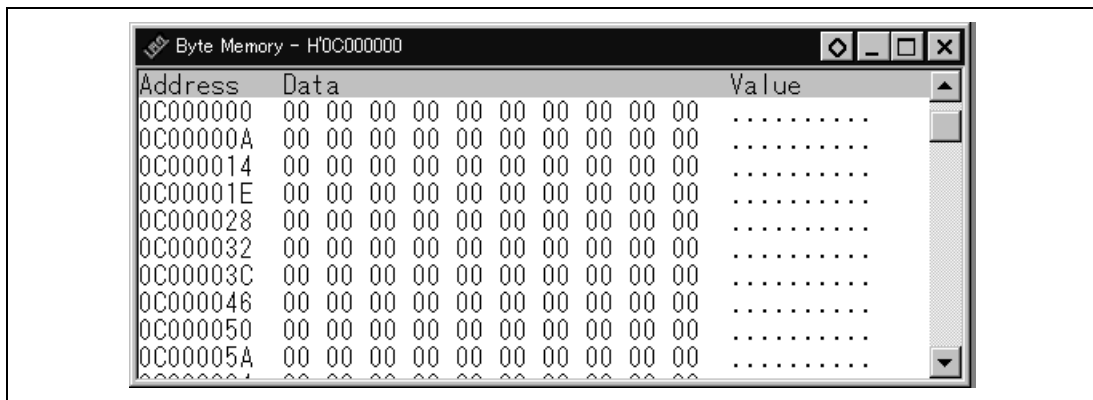 Byte Memory - H'0C000000
Address Data Value
0C000000 00 00 00 00 00 00 00 00 00 00 ..........
0C00000A 00 00 00 00 00 00 00 00 00 00 ..........
0C000014 00 00 00 00 00 00 00 00 00 00 ..........
0C00001E 00 00 00 00 00 00 00 00 00 00 ..........
0C000028 00 00 00 00 00 00 00 00 00 00 ..........
0C000032 00 00 00 00 00 00 00 00 00 00 ..........
0C00003C 00 00 00 00 00 00 00 00 00 00 ..........
0C000046 00 00 00 00 00 00 00 00 00 00 ..........
0C000050 00 00 00 00 00 00 00 00 00 00 ..........
0C00005A 00 00 00 00 00 00 00 00 00 00 ..........